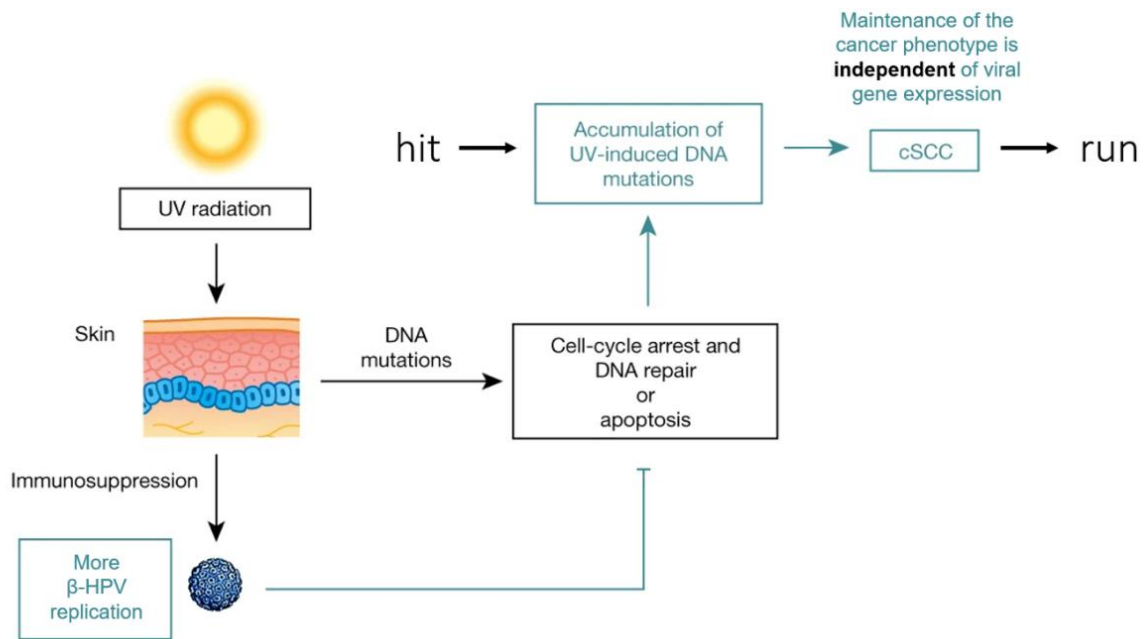 Maintenance of the
cancer phenotype is
independent of viral
gene expression
hit
Accumulation of
UV-induced DNA
mutations
cSCC
run
UV radiation
Skin
DNA
mutations
Cell-cycle arrest and
DNA repair
or
apoptosis
Immunosuppression
More
β-HPV
replication